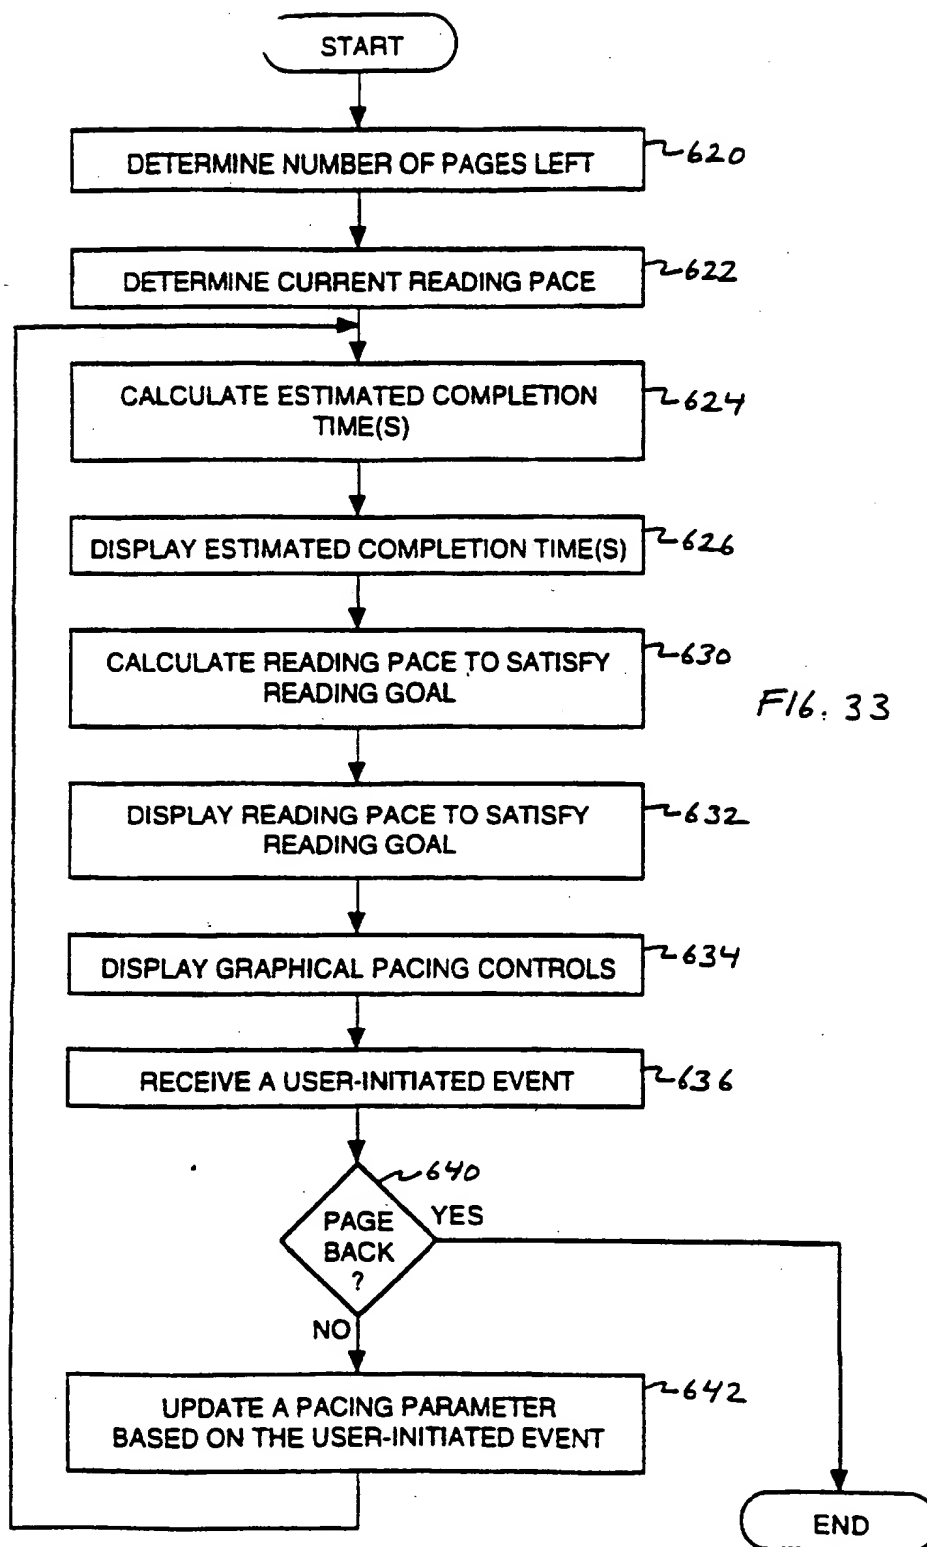 START
DETERMINE NUMBER OF PAGES LEFT
620
DETERMINE CURRENT READING PACE
622
CALCULATE ESTIMATED COMPLETION
TIME(S)
624
DISPLAY ESTIMATED COMPLETION TIME(S)
626
CALCULATE READING PACE TO SATISFY
READING GOAL
630
FIG. 33
DISPLAY READING PACE TO SATISFY
READING GOAL
632
DISPLAY GRAPHICAL PACING CONTROLS
634
RECEIVE A USER-INITIATED EVENT
636
640
PAGE
BACK
?
YES
NO
UPDATE A PACING PARAMETER
BASED ON THE USER-INITIATED EVENT
642
END